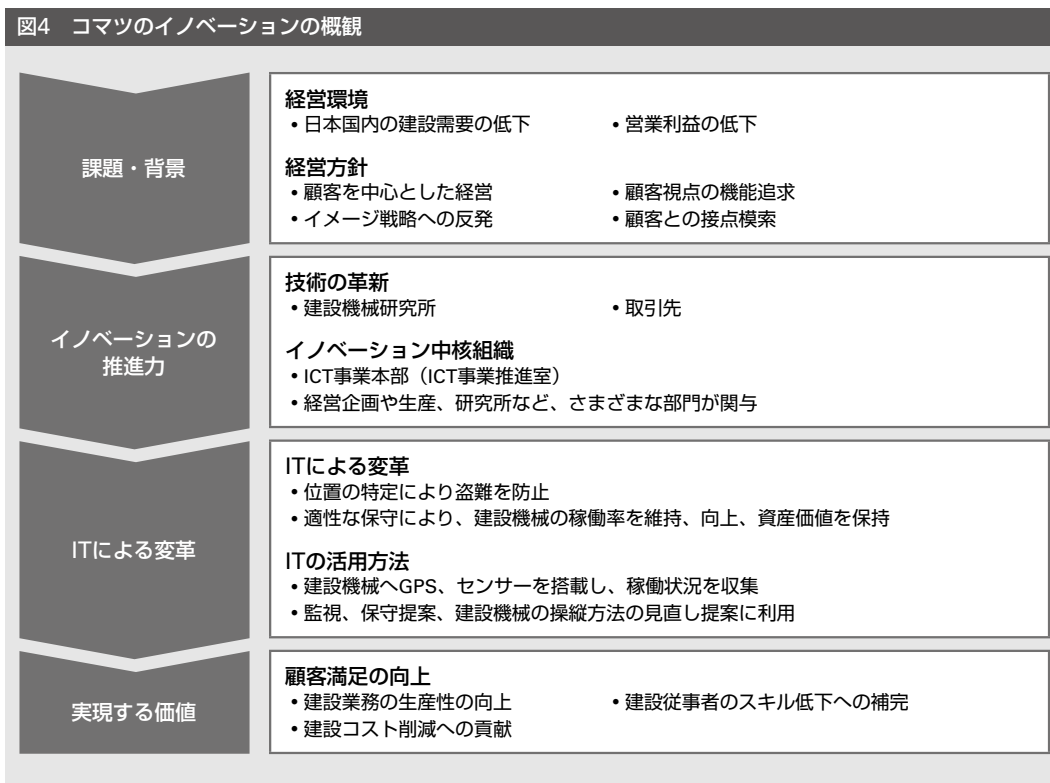 図4 コマツのイノベーションの概観
課題・背景
経営環境
•日本国内の建設需要の低下 •営業利益の低下
経営方針
•顧客を中心とした経営 •顧客視点の機能追求
•イメージ戦略への反発 •顧客との接点模索
イノベーションの
推進力
技術の革新
•建設機械研究所 •取引先
イノベーション中核組織
•ICT事業本部（ICT事業推進室）
•経営企画や生産、研究所など、さまざまな部門が関与
ITによる変革
ITによる変革
•位置の特定により盗難を防止
•適性な保守により、建設機械の稼働率を維持、向上、資産価値を保持
ITの活用方法
•建設機械へGPS、センサーを搭載し、稼働状況を収集
•監視、保守提案、建設機械の操縦方法の見直し提案に利用
実現する価値
顧客満足の向上
•建設業務の生産性の向上 •建設従事者のスキル低下への補完
•建設コスト削減への貢献